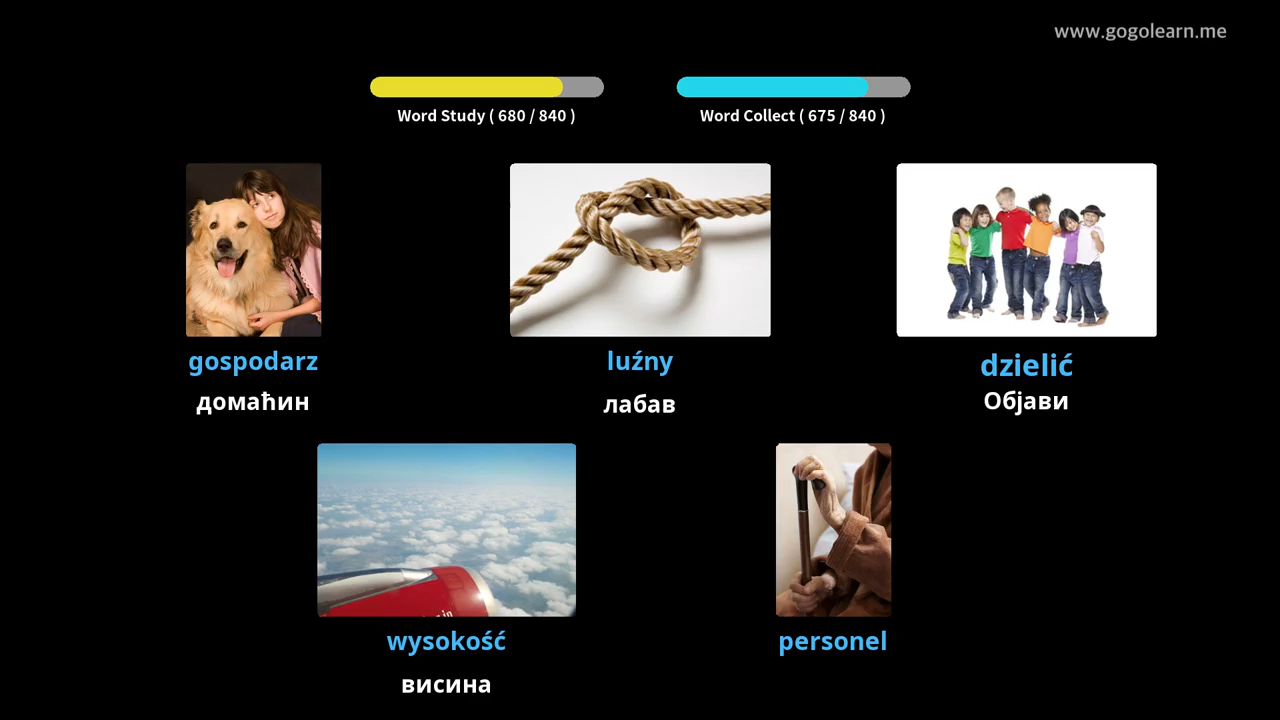 www.gogolearn.me
Word Study ( 680 / 840 )
Word Collect ( 675 / 840 )
gospodarz
домаћин
luźny
лабав
dzielić
Објави
wysokość
висина
personel